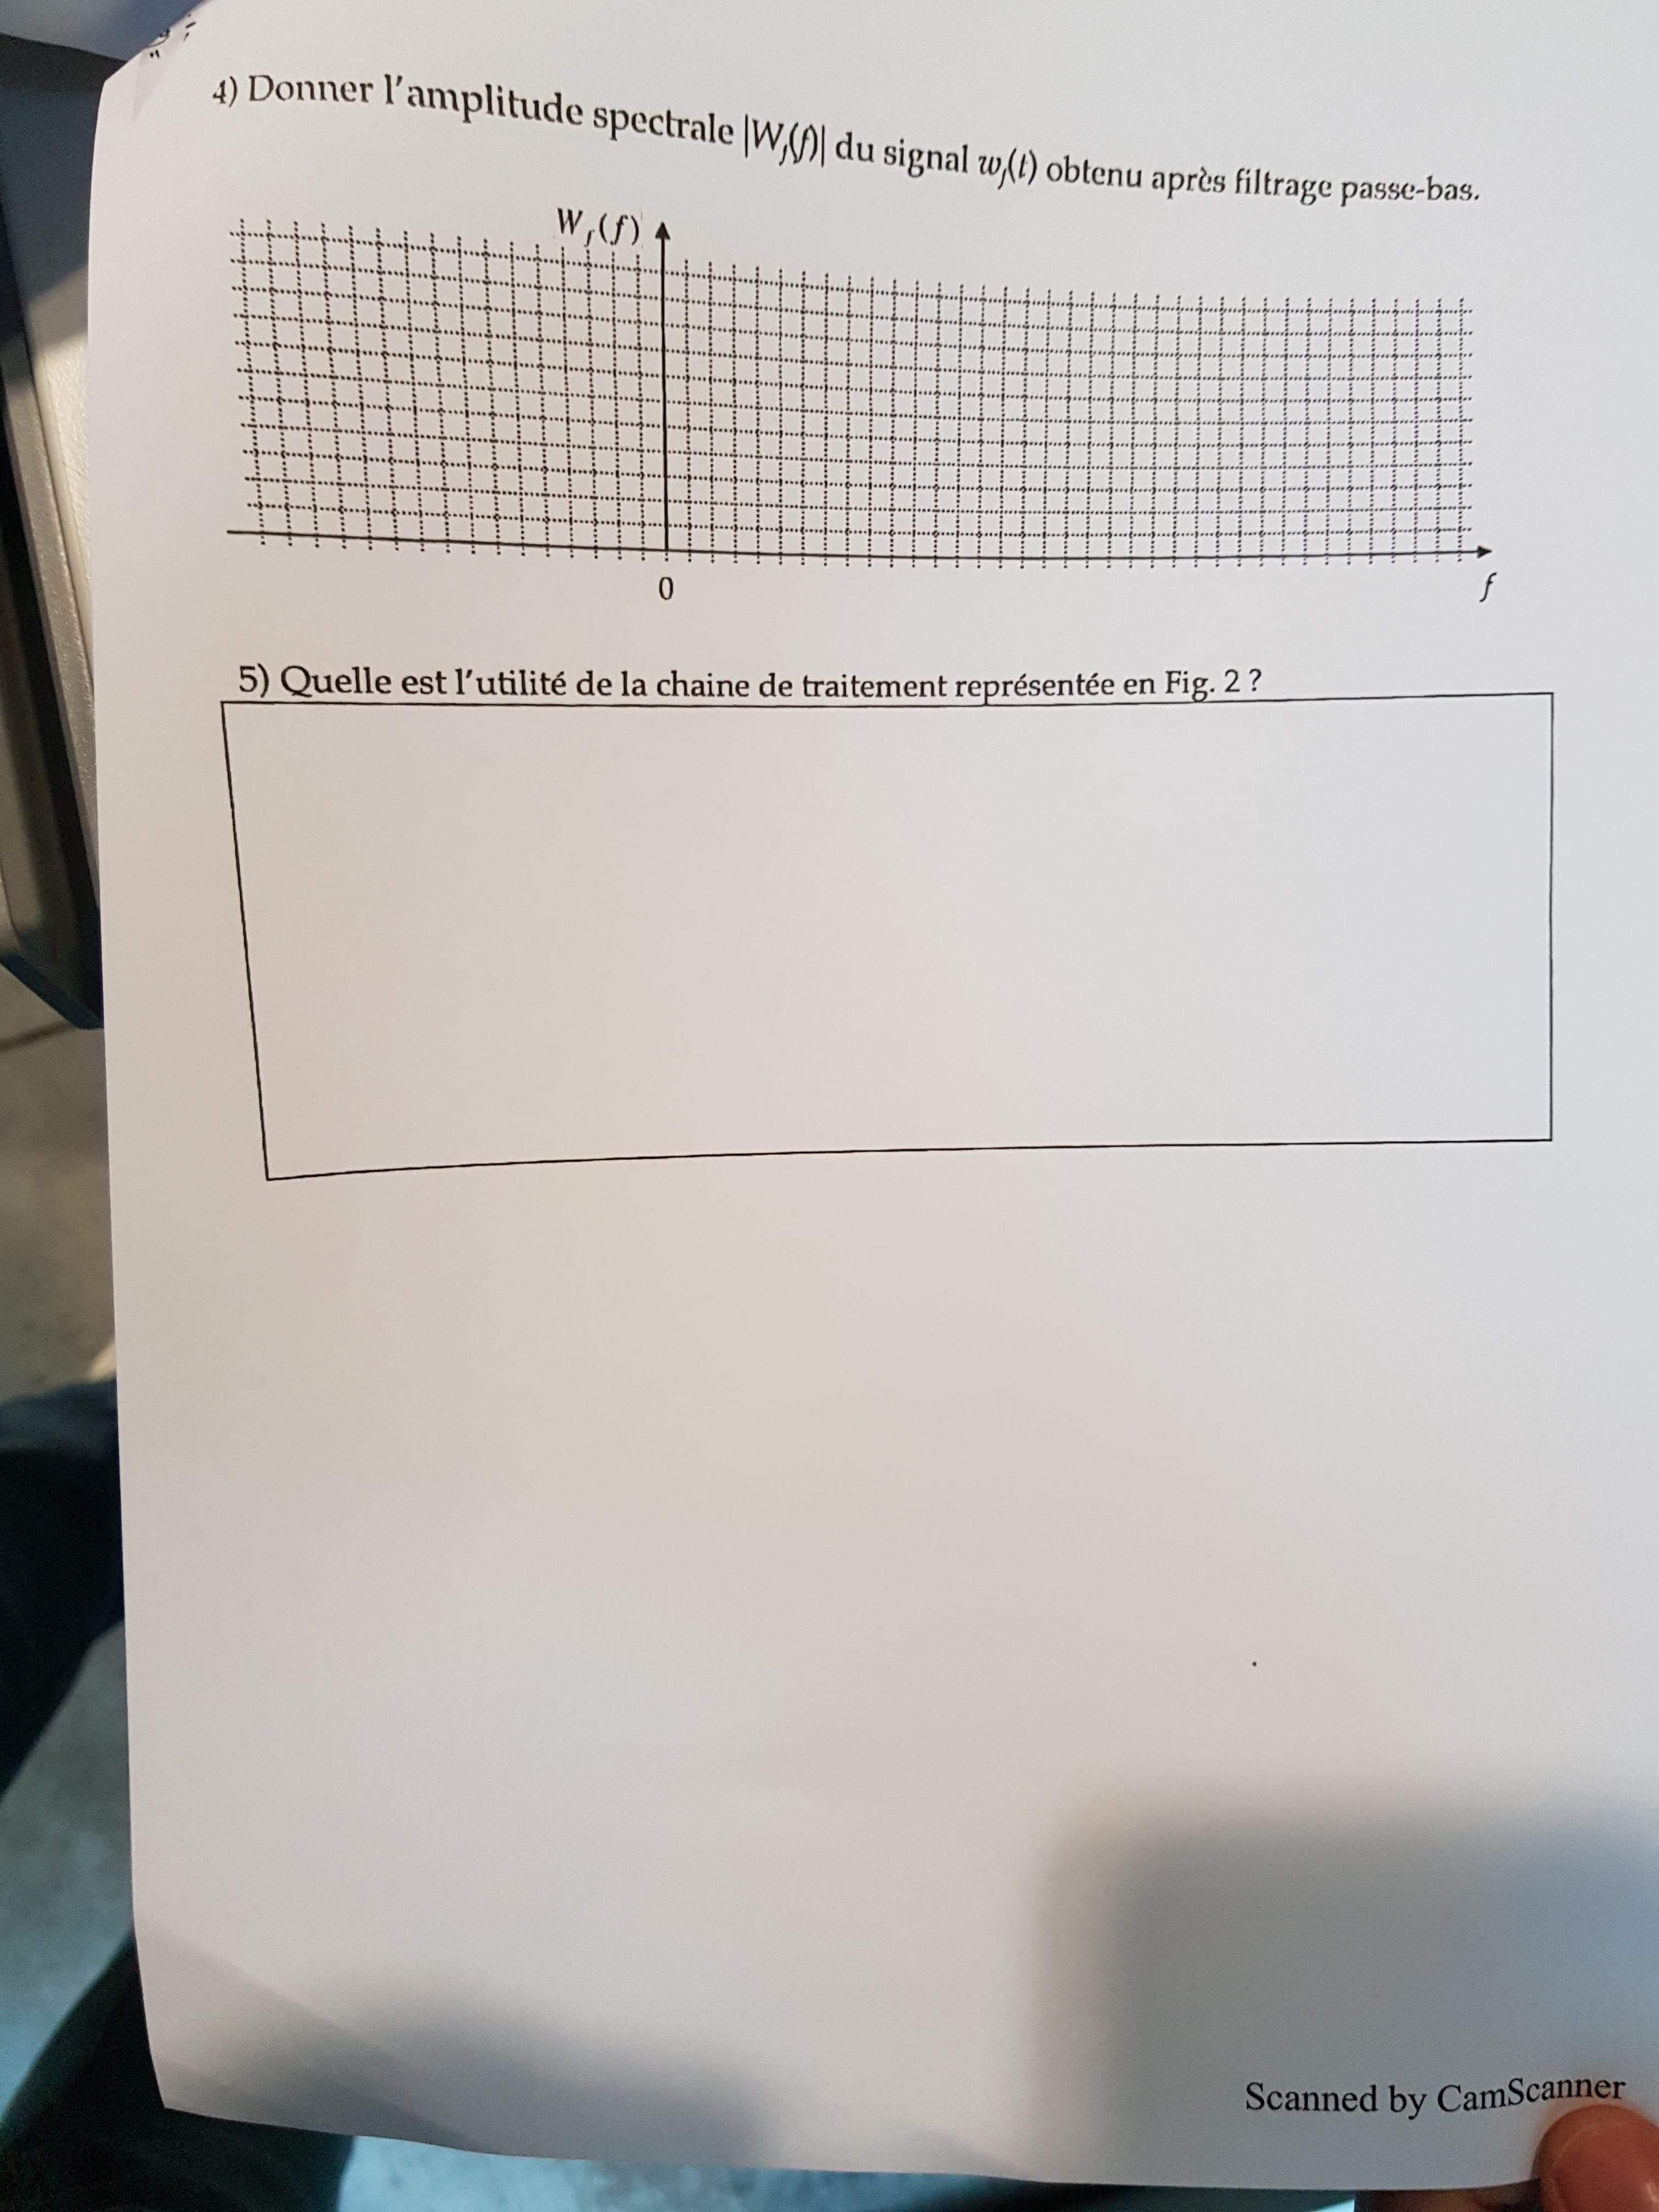 4) Donner l'amplitude spectrale |W_f(f)| du signal w_f(t) obtenu après filtrage passe-bas.
W_f(f)
0
f
5) Quelle est l'utilité de la chaine de traitement représentée en Fig. 2 ?
Scanned by CamScanner